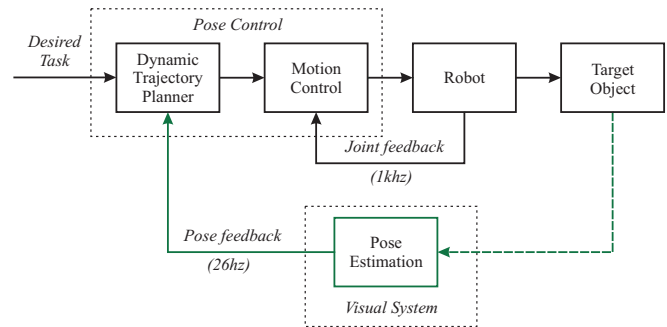 Pose Control
Desired
Task
Dynamic
Trajectory
Planner
Motion
Control
Robot
Target
Object
Joint feedback
(1khz)
Pose feedback
(26hz)
Pose
Estimation
Visual System